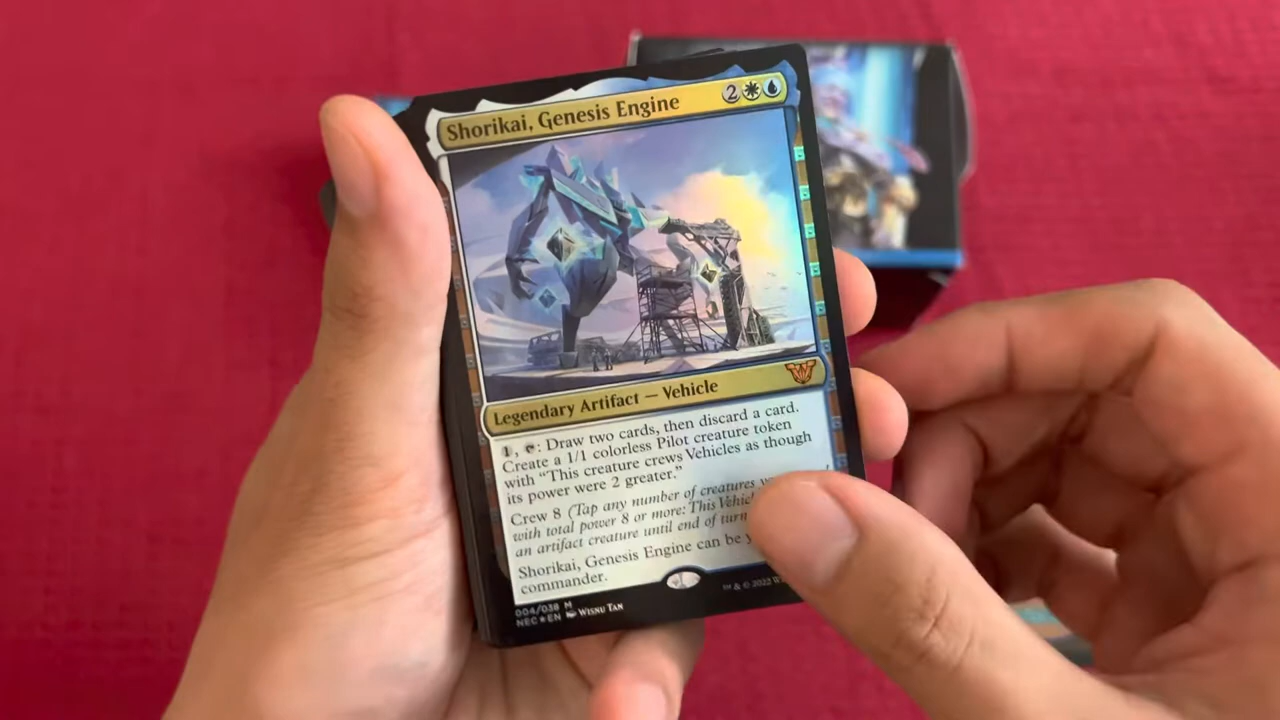 Shorikai, Genesis Engine 2
Legendary Artifact — Vehicle
1, T: Draw two cards, then discard a card.
Create a 1/1 colorless Pilot creature token
with “This creature crews Vehicles as though
its power were 2 greater.”
Crew 8 (Tap any number of creatures
with total power 8 or more: This
an artifact creature until end of turn
Shorikai, Genesis Engine can be
commander.
004/038 M
NEC★EN Wisnu Tan
™ & © 2022